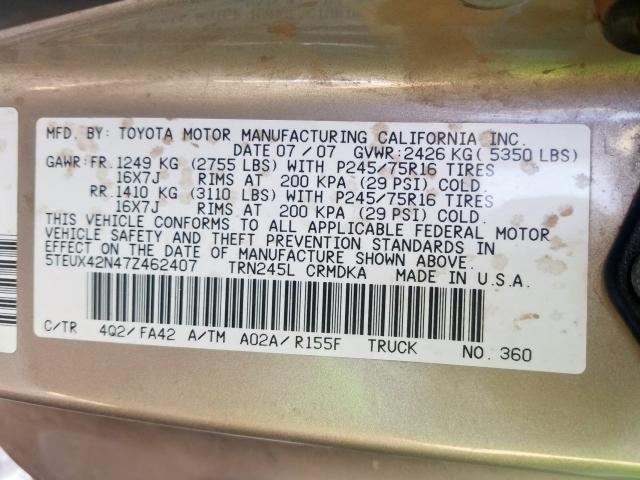 MFD. BY: TOYOTA MOTOR MANUFACTURING CALIFORNIA INC.
DATE 07/07 GVWR:2426 KG( 5350 LBS)
GAWR:FR. 1249 KG (2755 LBS) WITH P245/75R16 TIRES
16X7J RIMS AT 200 KPA (29 PSI) COLD.
RR. 1410 KG (3110 LBS) WITH P245/75R16 TIRES
16X7J RIMS AT 200 KPA (29 PSI) COLD.
THIS VEHICLE CONFORMS TO ALL APPLICABLE FEDERAL MOTOR
VEHICLE SAFETY AND THEFT PREVENTION STANDARDS IN
EFFECT ON THE DATE OF MANUFACTURE SHOWN ABOVE.
5TEUX42N47Z462407 TRN245L CRMDKA MADE IN U.S.A.
C/TR 4Q2/FA42 A/TM A02A/R155F TRUCK NO. 360